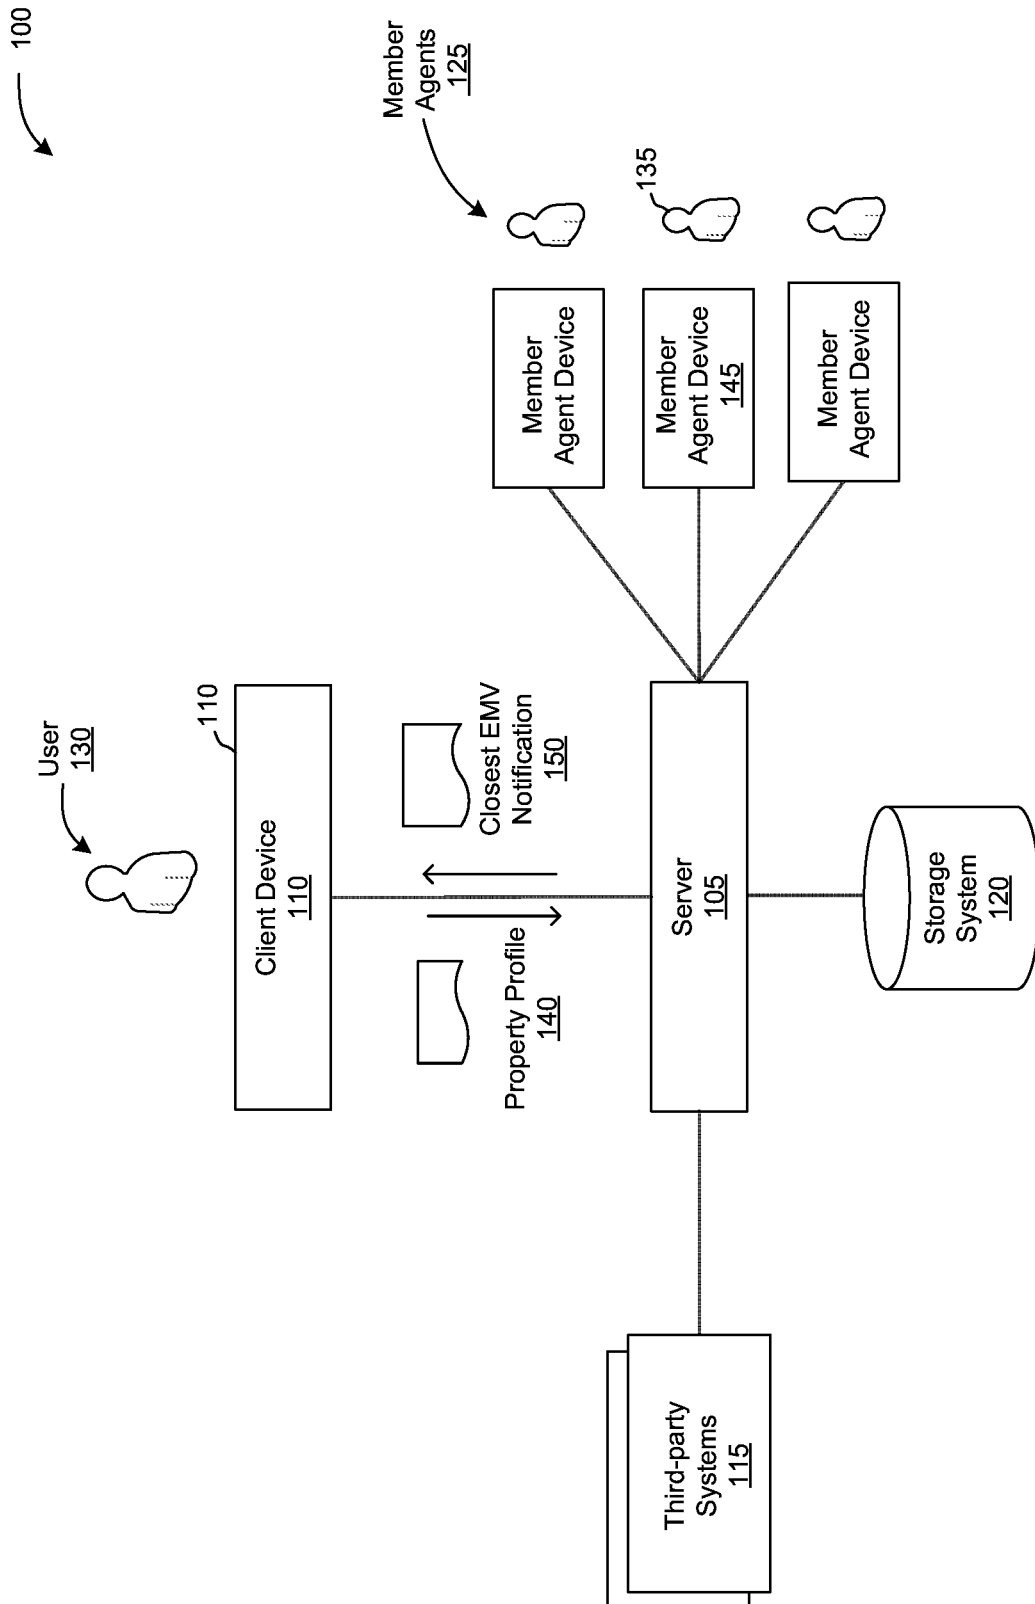 100
User
130
110
Client Device
110
Property Profile
140
Closest EMV
Notification
150
Member
Agents
125
135
Member
Agent Device
Member
Agent Device
145
Member
Agent Device
Third-party
Systems
115
Server
105
Storage
System
120